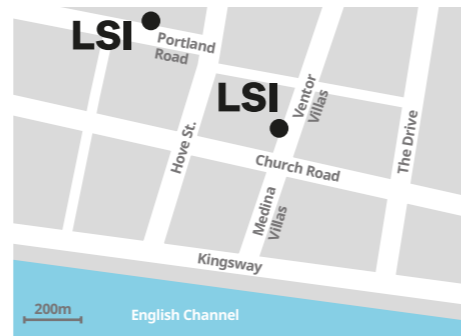 LSI
Portland
Road
LSI
Ventor
Villas
Hove St.
The Drive
Church Road
Medina
Villas
Kingsway
200m
English Channel